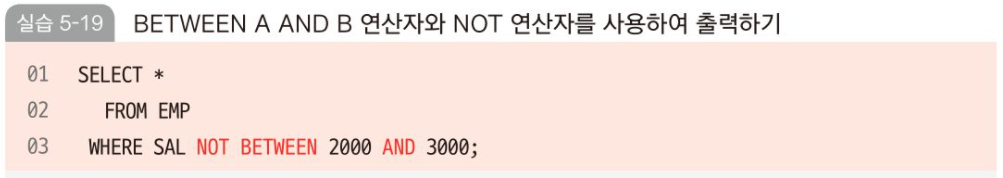 실습 5-19 BETWEEN A AND B 연산자와 NOT 연산자를 사용하여 출력하기
01 SELECT *
02 FROM EMP
03 WHERE SAL NOT BETWEEN 2000 AND 3000;